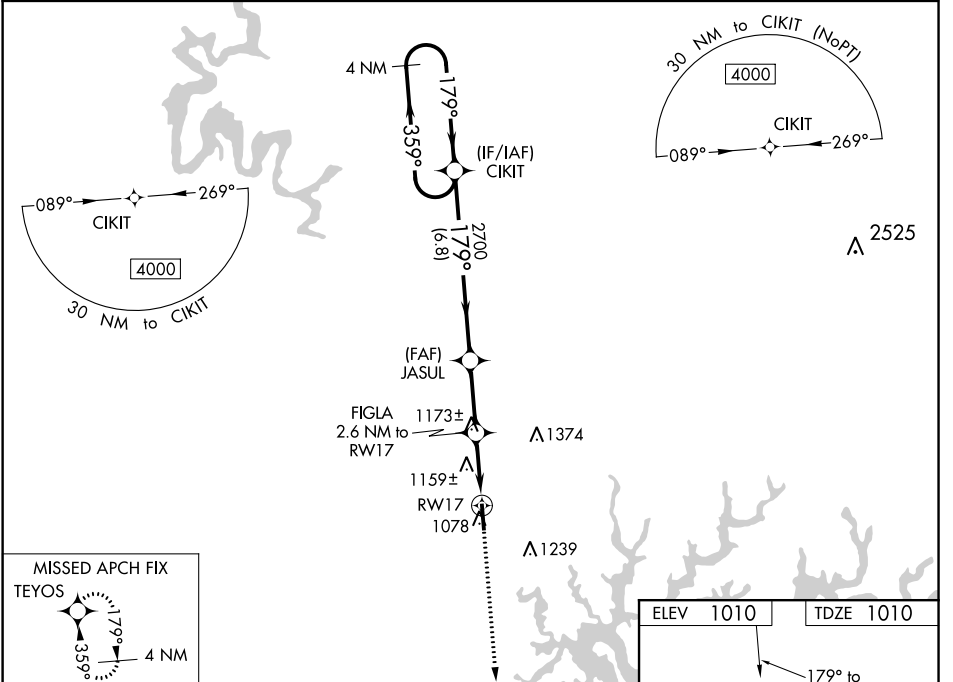 30 NM to CIKIT (NoPT)
4000
CIKIT
089°
269°
4 NM
179°
359°
(IF/IAF)
CIKIT
2700
179°
(6.8)
089°
269°
CIKIT
4000
30 NM to CIKIT
2525
(FAF)
JASUL
FIGLA
2.6 NM to
RW17
1173±
1374
1159±
RW17
1078
1239
MISSED APCH FIX
TEYOS
179°
359°
4 NM
ELEV 1010
TDZE 1010
179° to